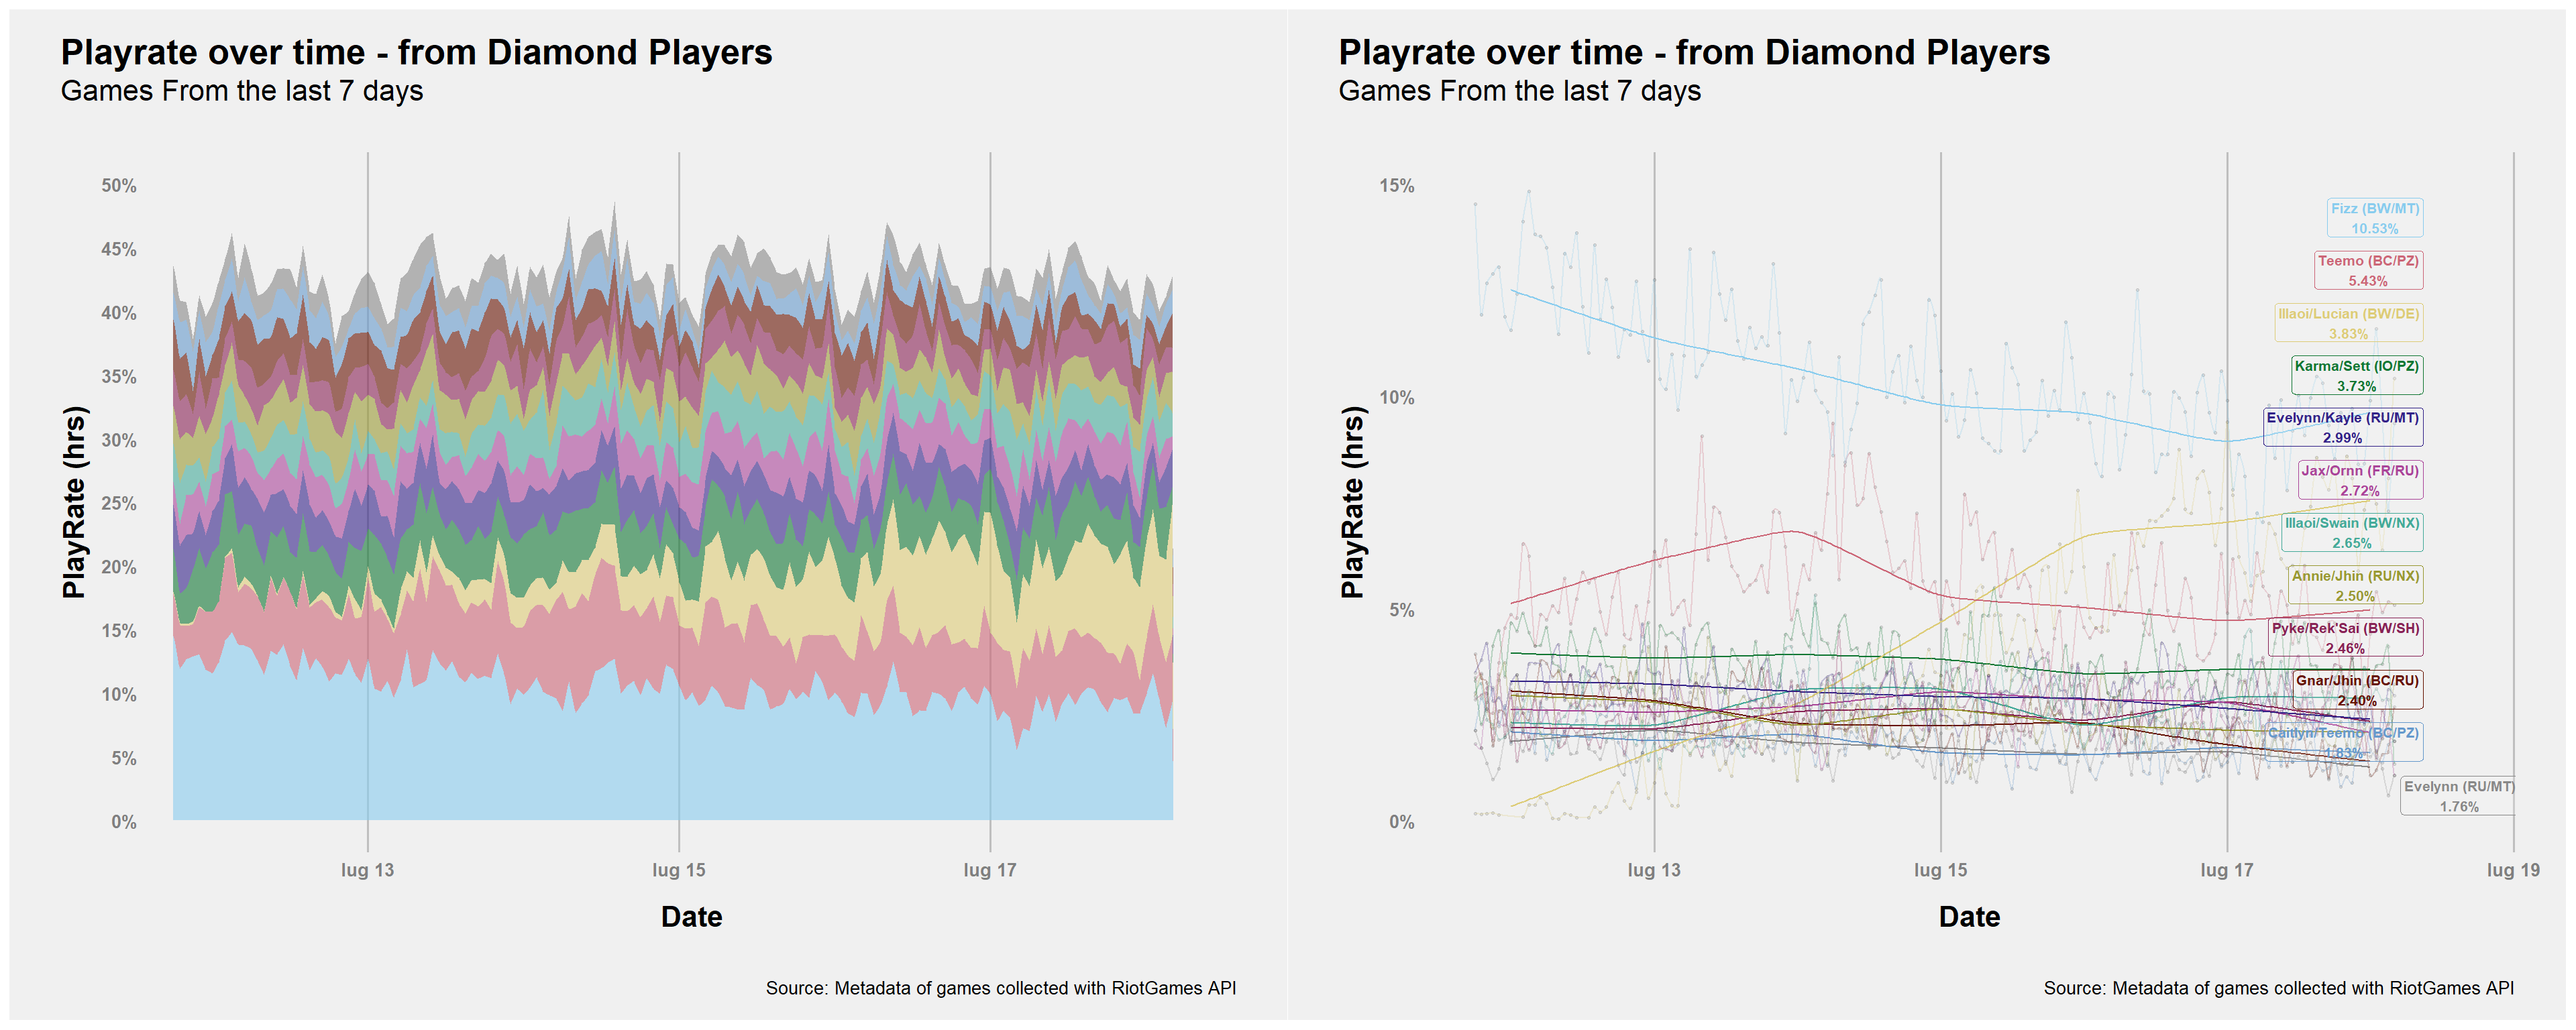 Playrate over time - from Diamond Players
Games From the last 7 days
50%
45%
40%
35%
30%
25%
20%
15%
10%
5%
0%
PlayRate (hrs)
lug 13
lug 15
lug 17
Date
Source: Metadata of games collected with RiotGames API
Playrate over time - from Diamond Players
Games From the last 7 days
15%
10%
5%
0%
PlayRate (hrs)
Fizz (BW/MT)
10.53%
Teemo (BC/PZ)
5.43%
Illaoi/Lucian (BW/DE)
3.83%
Karma/Sett (IO/PZ)
3.73%
Evelynn/Kayle (RU/MT)
2.99%
Jax/Ornn (FR/RU)
2.72%
Illaoi/Swain (BW/NX)
2.65%
Annie/Jhin (RU/NX)
2.50%
Pyke/Rek'Sai (BW/SH)
2.46%
Gnar/Jhin (BC/RU)
2.40%
Caitlyn/Teemo (BC/PZ)
1.83%
Evelynn (RU/MT)
1.76%
lug 13
lug 15
lug 17
lug 19
Date
Source: Metadata of games collected with RiotGames API